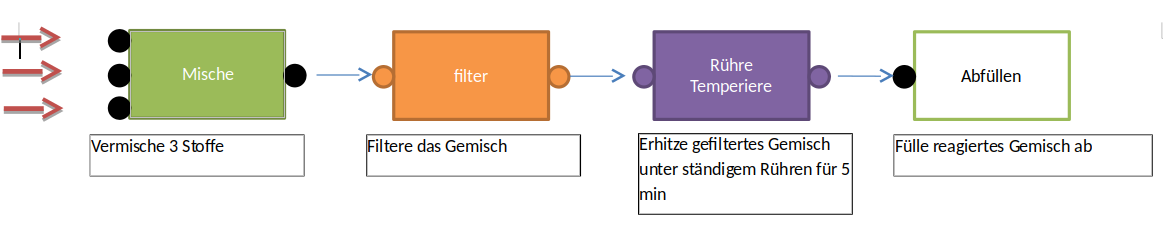 Mische
filter
Rühre
Temperiere
Abfüllen
Vermische 3 Stoffe
Filtere das Gemisch
Erhitze gefiltertes Gemisch
unter ständigem Rühren für 5
min
Fülle reagiertes Gemisch ab